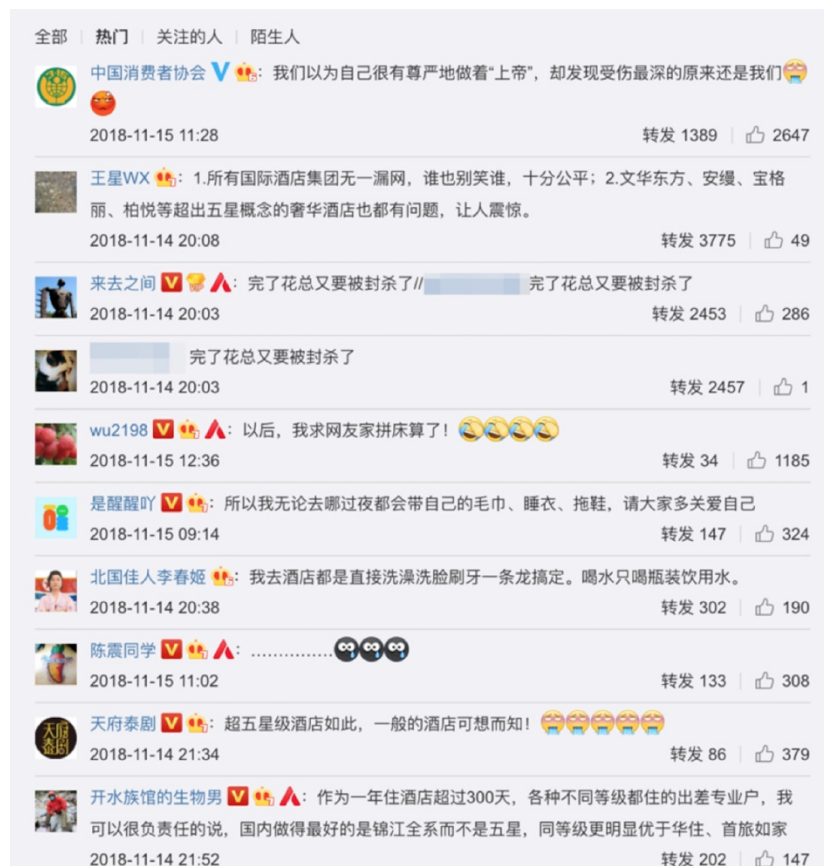 全部 热门 关注的人 陌生人
中国消费者协会：我们以为自己很有尊严地做着“上帝”，却发现受伤最深的原来还是我们
2018-11-15 11:28 转发 1389 2647
王星WX：1.所有国际酒店集团无一漏网，谁也别笑谁，十分公平；2.文华东方、安缦、宝格
丽、柏悦等超出五星概念的奢华酒店也都有问题，让人震惊。
2018-11-14 20:08 转发 3775 49
来去之间：完了花总又要被封杀了// 完了花总又要被封杀了
2018-11-14 20:03 转发 2453 286
完了花总又要被封杀了
2018-11-14 20:03 转发 2457 1
wu2198：以后，我求网友家拼床算了！
2018-11-15 12:36 转发 34 1185
是醒醒吖：所以我无论去哪过夜都会带自己的毛巾、睡衣、拖鞋，请大家多关爱自己
2018-11-15 09:14 转发 147 324
北国佳人李春姬：我去酒店都是直接洗澡洗脸刷牙一条龙搞定。喝水只喝瓶装饮用水。
2018-11-14 20:38 转发 302 190
陈震同学：...............
2018-11-15 11:02 转发 133 308
天府泰剧：超五星级酒店如此，一般的酒店可想而知！
2018-11-14 21:34 转发 86 379
开水族馆的生物男：作为一年住酒店超过300天，各种不同等级都住的出差专业户，我
可以很负责任的说，国内做得最好的是锦江全系而不是五星，同等级更明显优于华住、首旅如家
2018-11-14 21:52 转发 202 147